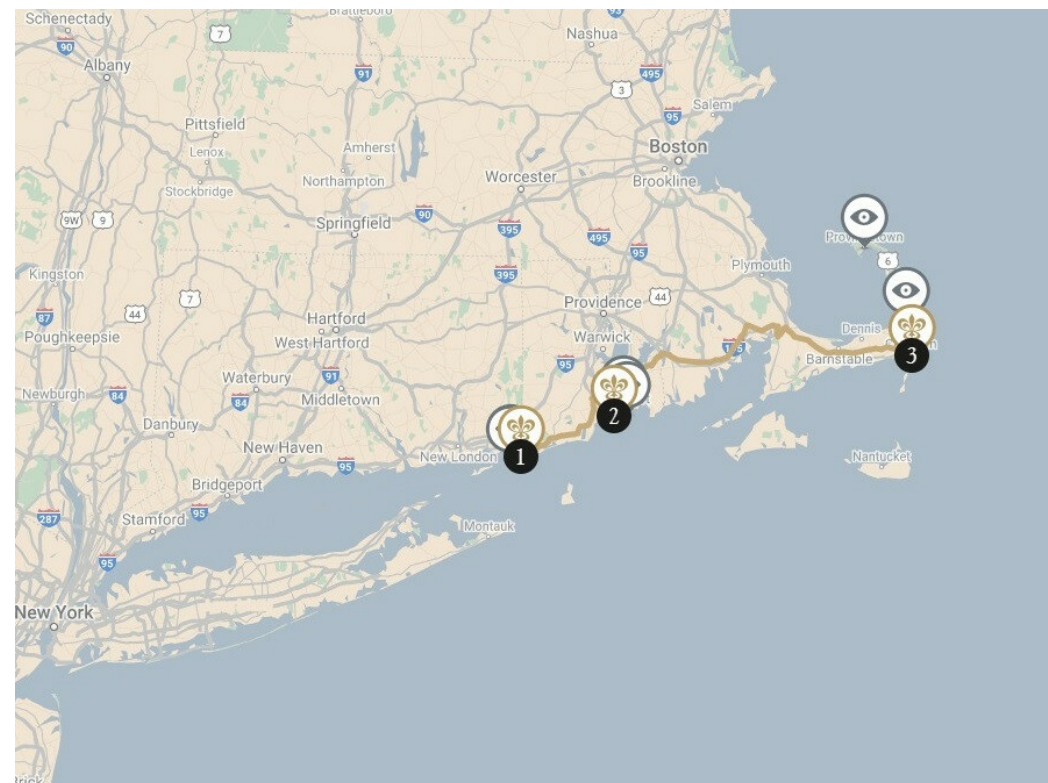 Schenectady
Brattleboro
93
Nashua
7
90
Albany
91
495
3
95
Salem
Pittsfield
Lenox
Stockbridge
Amherst
Northampton
Boston
Brookline
Worcester
9W
9
Springfield
90
395
495
95
6
Kingston
7
44
395
Plymouth
87
Hartford
West Hartford
91
Providence
44
Warwick
Poughkeepsie
Dennis
Barnstable
3
95
Waterbury
Middletown
Newburgh
84
84
2
Danbury
New Haven
95
New London
1
Nantucket
Bridgeport
Stamford
95
287
Montauk
95
New York